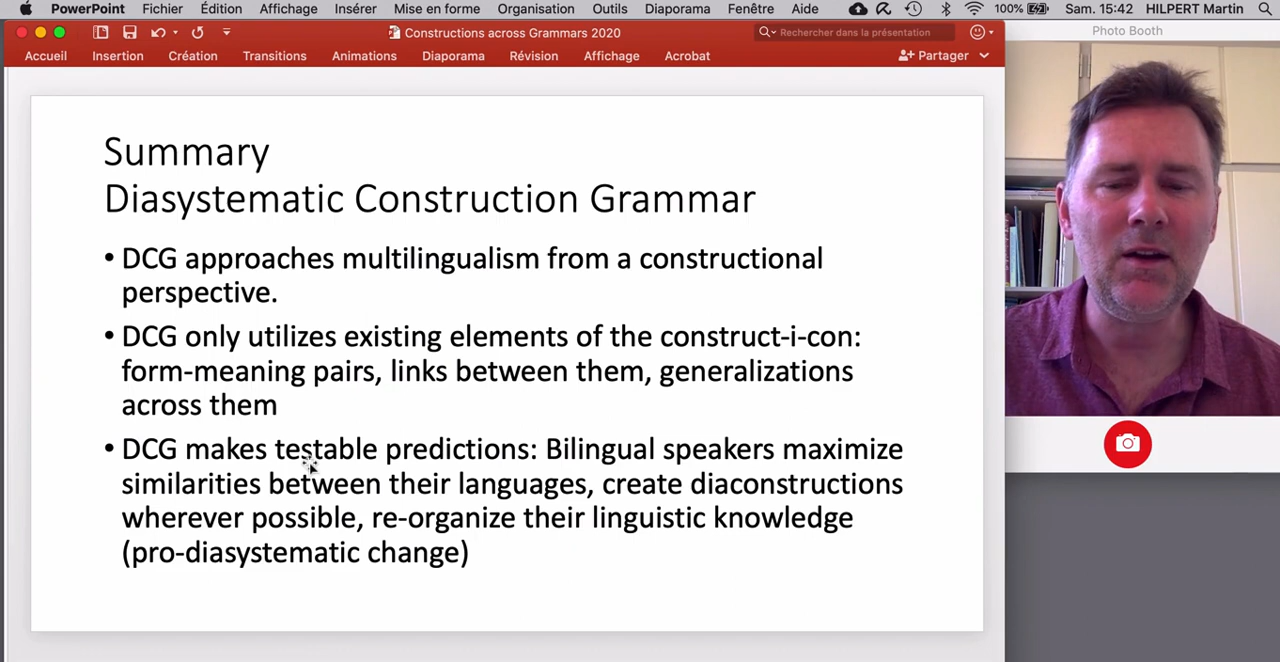 PowerPoint Fichier Édition Affichage Insérer Mise en forme Organisation Outils Diaporama Fenêtre Aide 100% Sam. 15:42 HILPERT Martin
Constructions across Grammars 2020 Rechercher dans la présentation
Photo Booth
Accueil Insertion Création Transitions Animations Diaporama Révision Affichage Acrobat Partager
Summary
Diasystematic Construction Grammar
• DCG approaches multilingualism from a constructional
perspective.
• DCG only utilizes existing elements of the construct-i-con:
form-meaning pairs, links between them, generalizations
across them
• DCG makes testable predictions: Bilingual speakers maximize
similarities between their languages, create diaconstructions
wherever possible, re-organize their linguistic knowledge
(pro-diasystematic change)